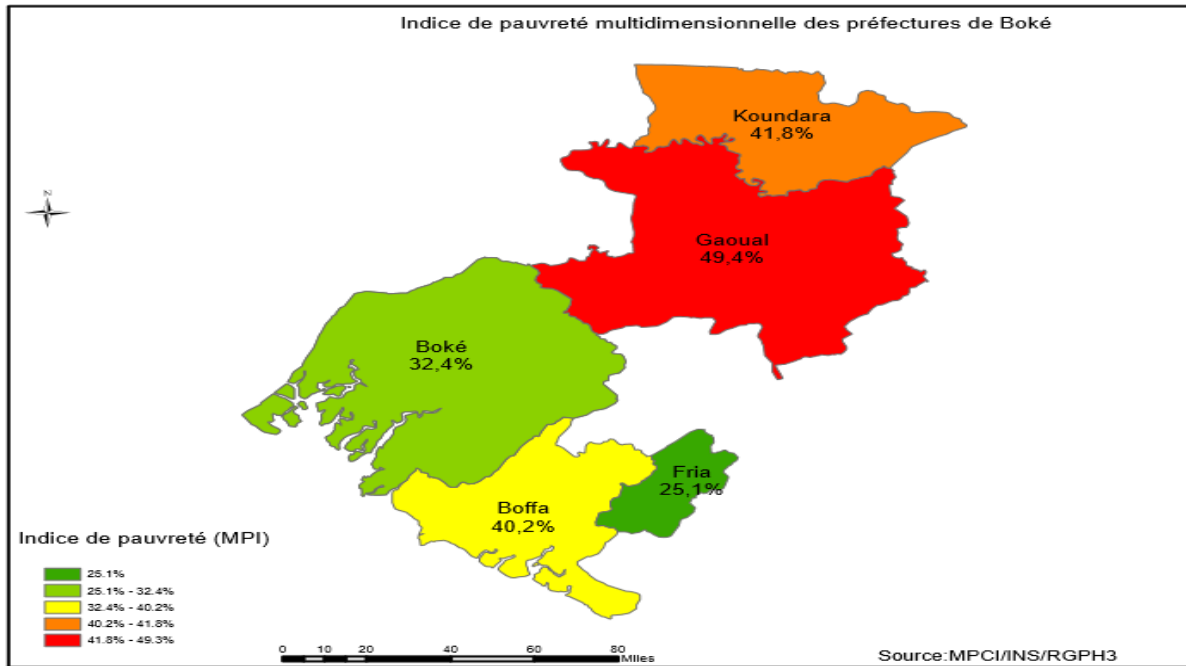 Indice de pauvreté multidimensionnelle des préfectures de Boké
Koundara
41,8%
N
Gaoual
49,4%
Boké
32,4%
Fria
25,1%
Boffa
40,2%
Indice de pauvreté (MPI)
25.1%
25.1% - 32.4%
32.4% - 40.2%
40.2% - 41.8%
41.8% - 49.3%
0 20 40 60 80
Miles
Source:MPCI/INS/RGPH3